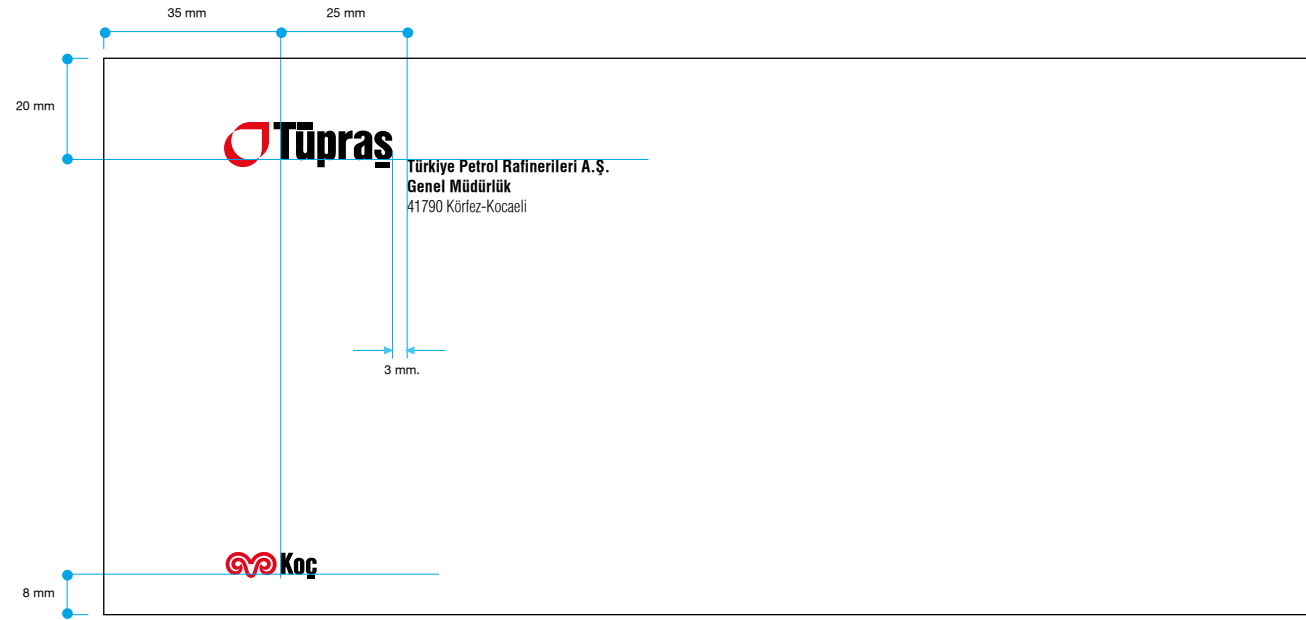 35 mm
25 mm
20 mm
Tüpraş
Türkiye Petrol Rafinerileri A.Ş.
Genel Müdürlük
41790 Körfez-Kocaeli
3 mm.
Koç
8 mm